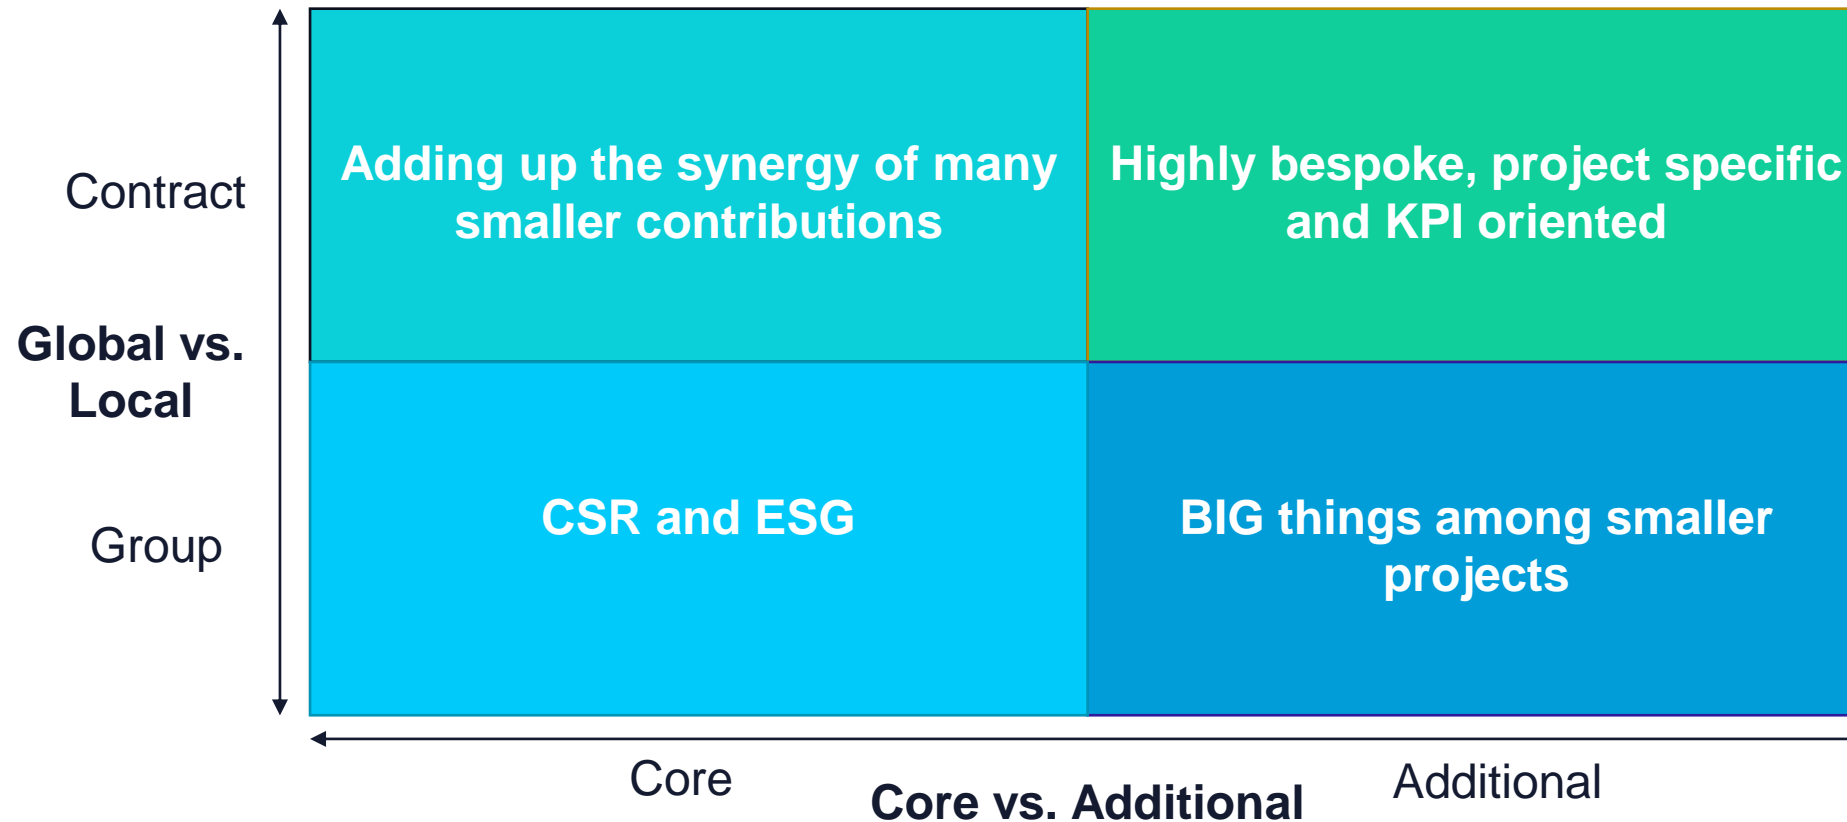 Contract
Adding up the synergy of many
smaller contributions
Highly bespoke, project specific
and KPI oriented
Global vs.
Local
Group
CSR and ESG
BIG things among smaller
projects
Core
Core vs. Additional
Additional